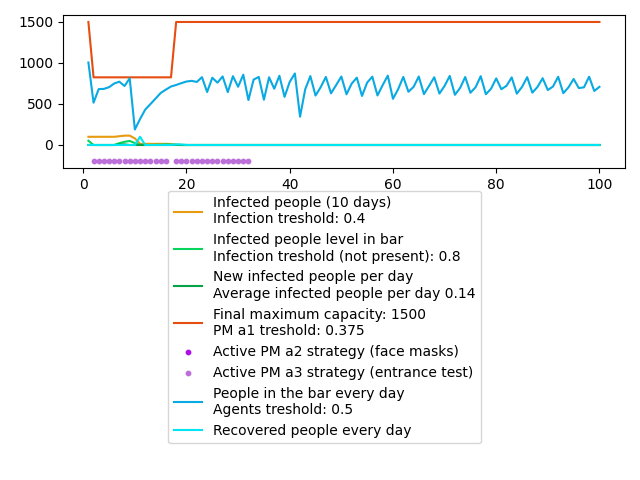 1500
1000
500
0
0 20 40 60 80 100
Infected people (10 days)
Infection treshold: 0.4
Infected people level in bar
Infection treshold (not present): 0.8
New infected people per day
Average infected people per day 0.14
Final maximum capacity: 1500
PM a1 treshold: 0.375
Active PM a2 strategy (face masks)
Active PM a3 strategy (entrance test)
People in the bar every day
Agents treshold: 0.5
Recovered people every day